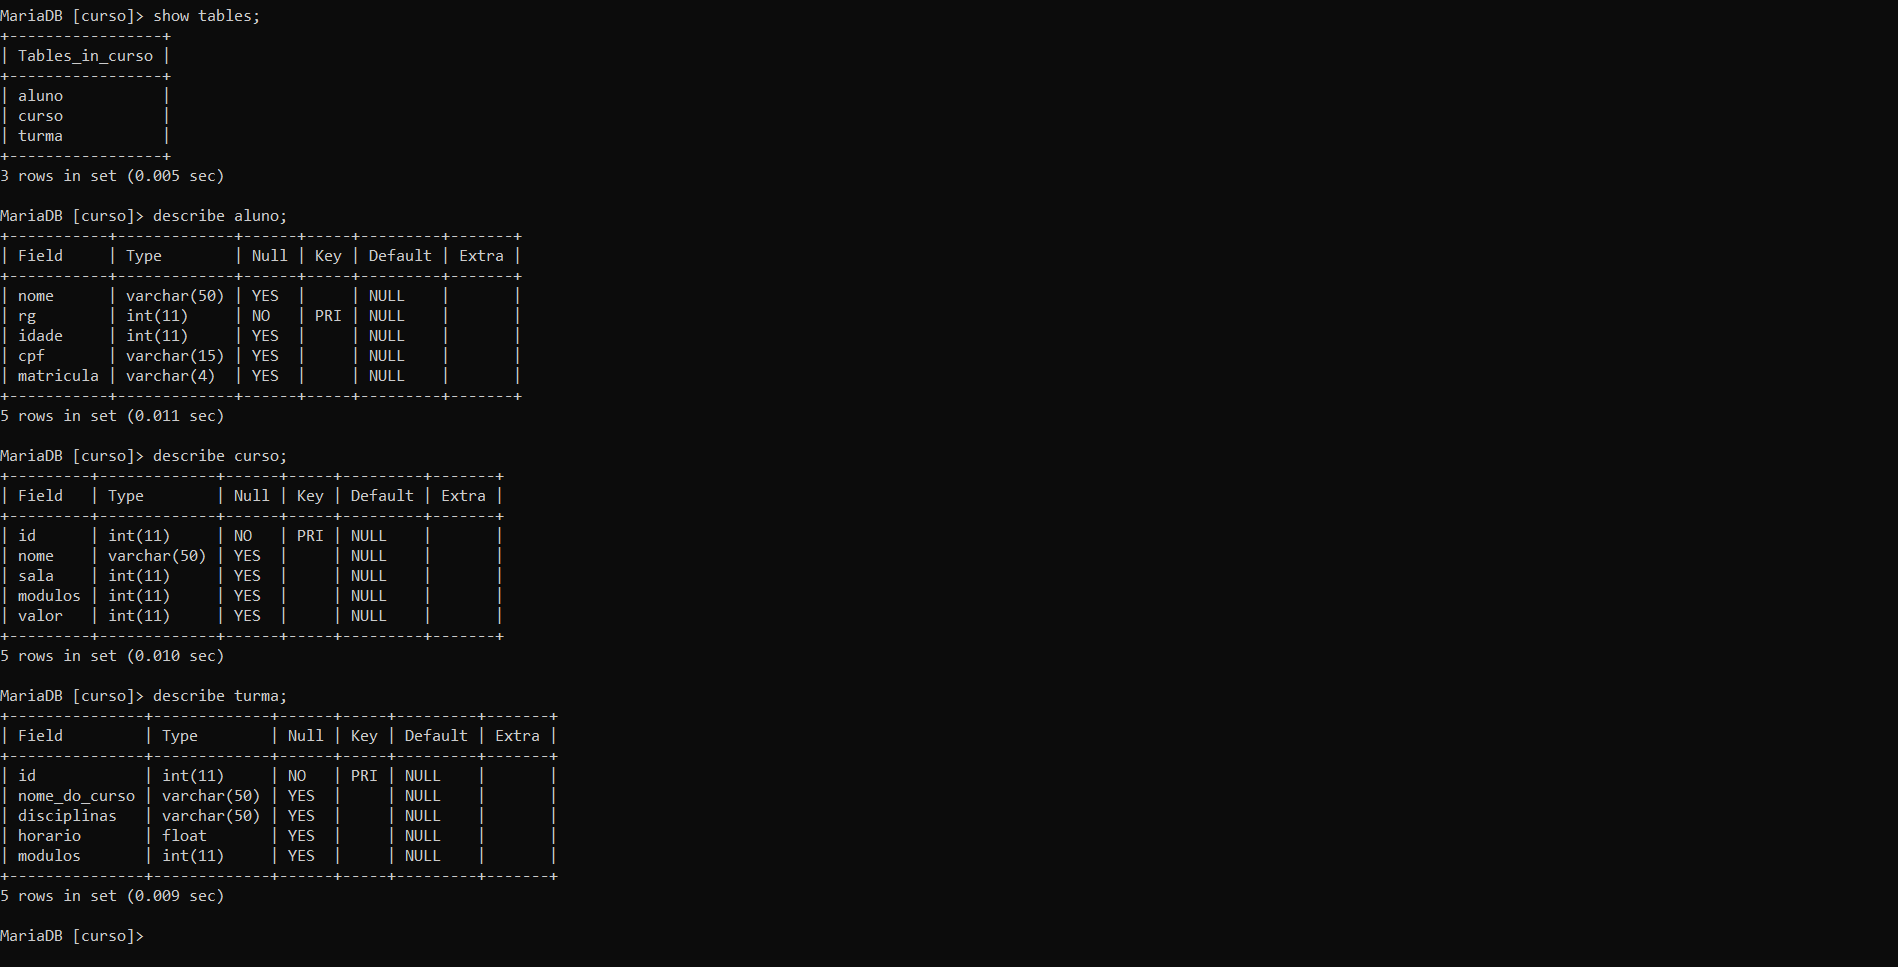 MariaDB [curso]> show tables;
+-----------------+
| Tables_in_curso |
+-----------------+
| aluno           |
| curso           |
| turma           |
+-----------------+
3 rows in set (0.005 sec)

MariaDB [curso]> describe aluno;
+-----------+-------------+------+-----+---------+-------+
| Field     | Type        | Null | Key | Default | Extra |
+-----------+-------------+------+-----+---------+-------+
| nome      | varchar(50) | YES  |     | NULL    |       |
| rg        | int(11)     | NO   | PRI | NULL    |       |
| idade     | int(11)     | YES  |     | NULL    |       |
| cpf       | varchar(15) | YES  |     | NULL    |       |
| matricula | varchar(4)  | YES  |     | NULL    |       |
+-----------+-------------+------+-----+---------+-------+
5 rows in set (0.011 sec)

MariaDB [curso]> describe curso;
+---------+-------------+------+-----+---------+-------+
| Field   | Type        | Null | Key | Default | Extra |
+---------+-------------+------+-----+---------+-------+
| id      | int(11)     | NO   | PRI | NULL    |       |
| nome    | varchar(50) | YES  |     | NULL    |       |
| sala    | int(11)     | YES  |     | NULL    |       |
| modulos | int(11)     | YES  |     | NULL    |       |
| valor   | int(11)     | YES  |     | NULL    |       |
+---------+-------------+------+-----+---------+-------+
5 rows in set (0.010 sec)

MariaDB [curso]> describe turma;
+---------------+-------------+------+-----+---------+-------+
| Field         | Type        | Null | Key | Default | Extra |
+---------------+-------------+------+-----+---------+-------+
| id            | int(11)     | NO   | PRI | NULL    |       |
| nome_do_curso | varchar(50) | YES  |     | NULL    |       |
| disciplinas   | varchar(50) | YES  |     | NULL    |       |
| horario       | float       | YES  |     | NULL    |       |
| modulos       | int(11)     | YES  |     | NULL    |       |
+---------------+-------------+------+-----+---------+-------+
5 rows in set (0.009 sec)

MariaDB [curso]>